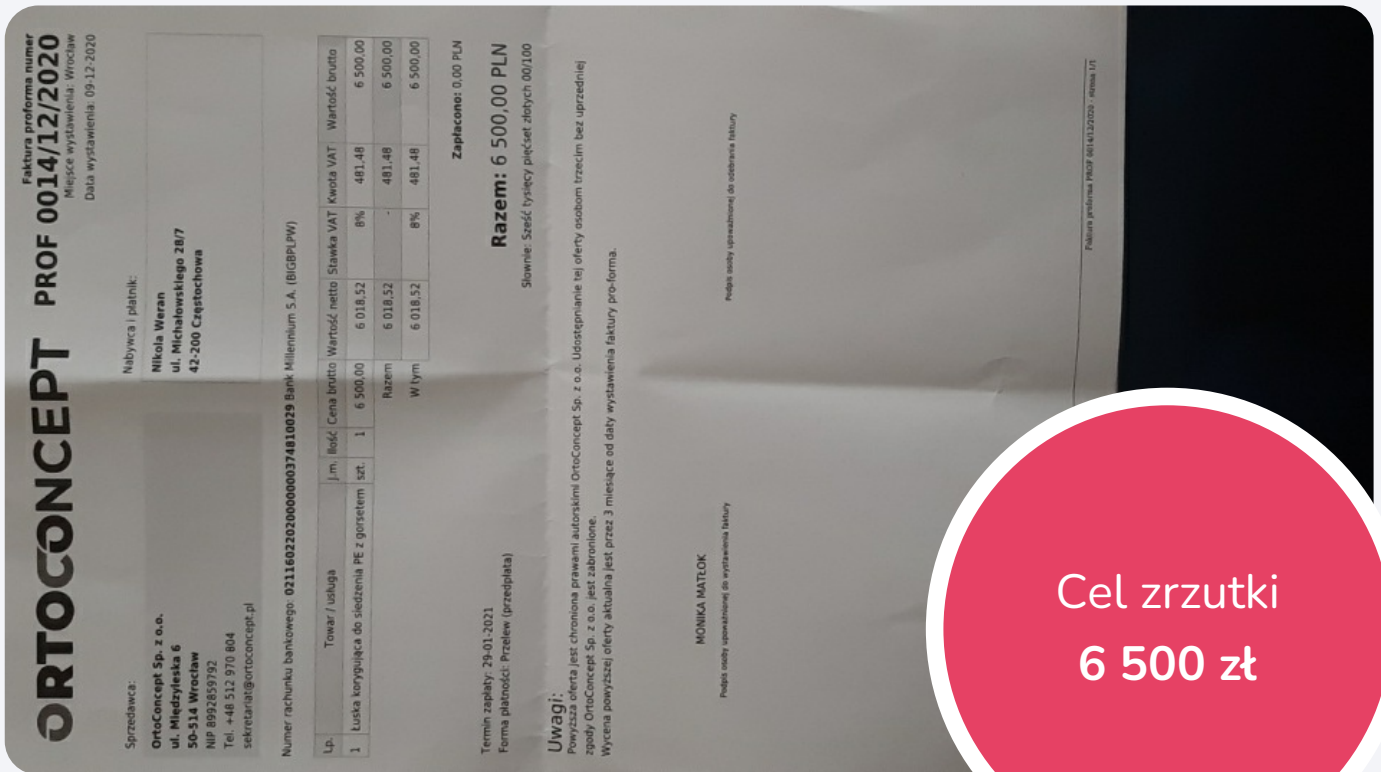 ORTOCONCEPT
Faktura proforma numer
PROF 0014/12/2020
Miejsce wystawienia: Wrocław
Data wystawienia: 09-12-2020
Sprzedawca:
OrtoConcept Sp. z o.o.
ul. Międzyleska 6
50-514 Wrocław
NIP 8992859792
Tel. +48 512 970 804
sekretariat@ortoconcept.pl
Nabywca i płatnik:
Nikola Weran
ul. Michałowskiego 28/7
42-200 Częstochowa
Numer rachunku bankowego: 02116022020000000374810029 Bank Millennium S.A. (BIGBPLPW)
Lp. Towar / usługa J.m. Ilość Cena brutto Wartość netto Stawka VAT Kwota VAT Wartość brutto
1 Łuska korygująca do siedzenia PE z gorsetem szt. 1 6 500,00 6 018,52 8% 481,48 6 500,00
Razem 6 018,52 - 481,48 6 500,00
W tym 6 018,52 8% 481,48 6 500,00
Zapłacono: 0,00 PLN
Termin zapłaty: 29-01-2021
Forma płatności: Przelew (przedpłata)
Razem: 6 500,00 PLN
Słownie: Sześć tysięcy pięćset złotych 00/100
Uwagi:
Powyższa oferta jest chroniona prawami autorskimi OrtoConcept Sp. z o.o. Udostępnianie tej oferty osobom trzecim bez uprzedniej
zgody OrtoConcept Sp. z o.o. jest zabronione.
Wycena powyższej oferty aktualna jest przez 3 miesiące od daty wystawienia faktury pro-forma.
MONIKA MATŁOK
Podpis osoby upoważnionej do wystawienia faktury
Podpis osoby upoważnionej do odebrania faktury
Faktura proforma PROF 0014/12/2020 - strona 1/1
Cel zrzutki
6 500 zł